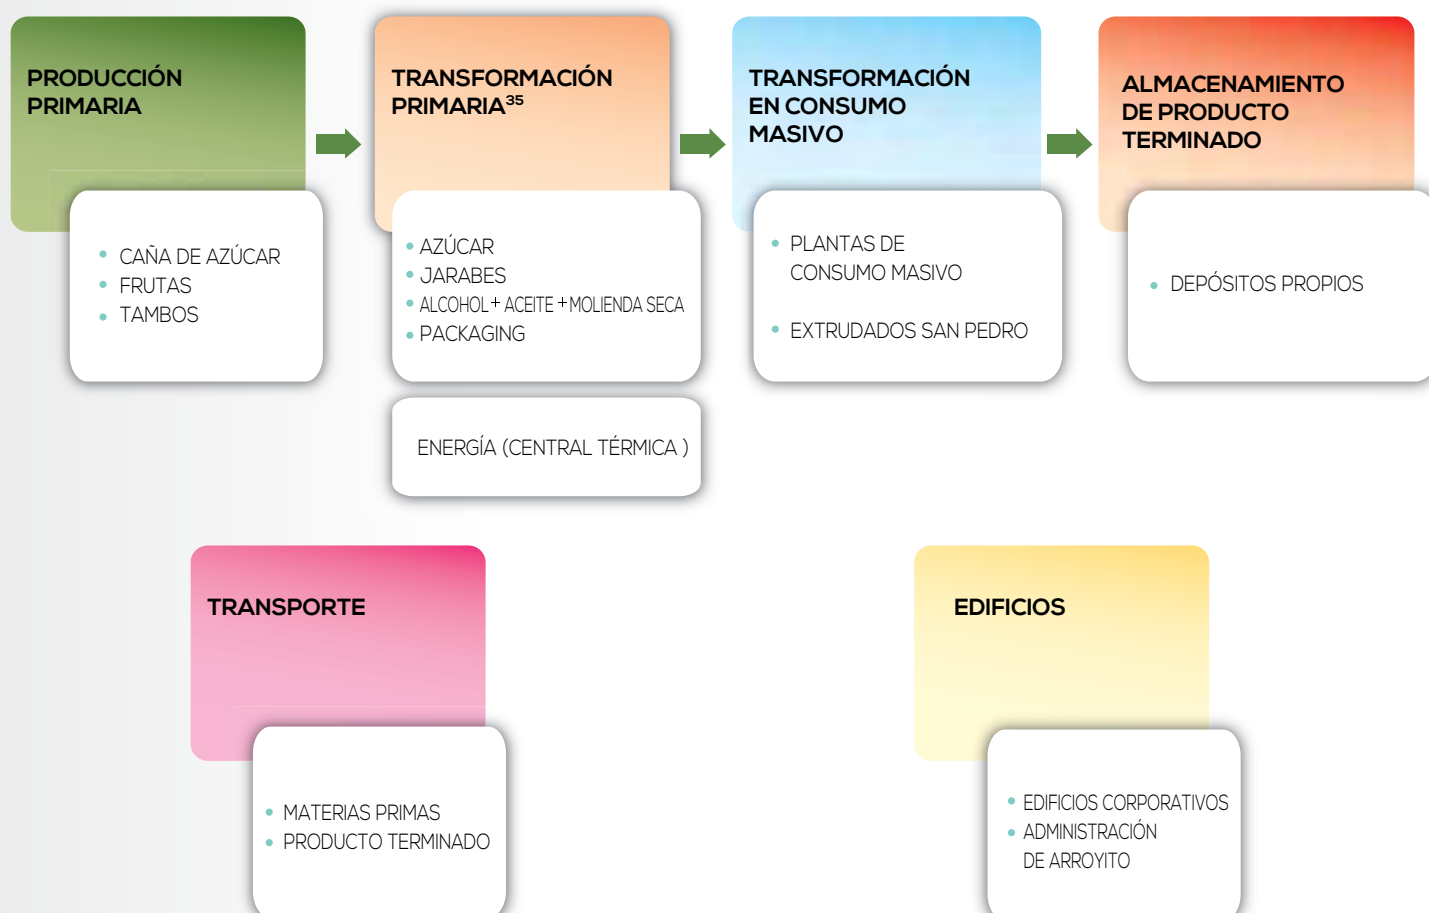 PRODUCCIÓN
PRIMARIA
• CAÑA DE AZÚCAR
• FRUTAS
• TAMBOS
TRANSFORMACIÓN
PRIMARIA³⁵
• AZÚCAR
• JARABES
• ALCOHOL + ACEITE + MOLIENDA SECA
• PACKAGING
ENERGÍA (CENTRAL TÉRMICA )
TRANSFORMACIÓN
EN CONSUMO
MASIVO
• PLANTAS DE
CONSUMO MASIVO
• EXTRUDADOS SAN PEDRO
ALMACENAMIENTO
DE PRODUCTO
TERMINADO
• DEPÓSITOS PROPIOS
TRANSPORTE
• MATERIAS PRIMAS
• PRODUCTO TERMINADO
EDIFICIOS
• EDIFICIOS CORPORATIVOS
• ADMINISTRACIÓN
DE ARROYITO